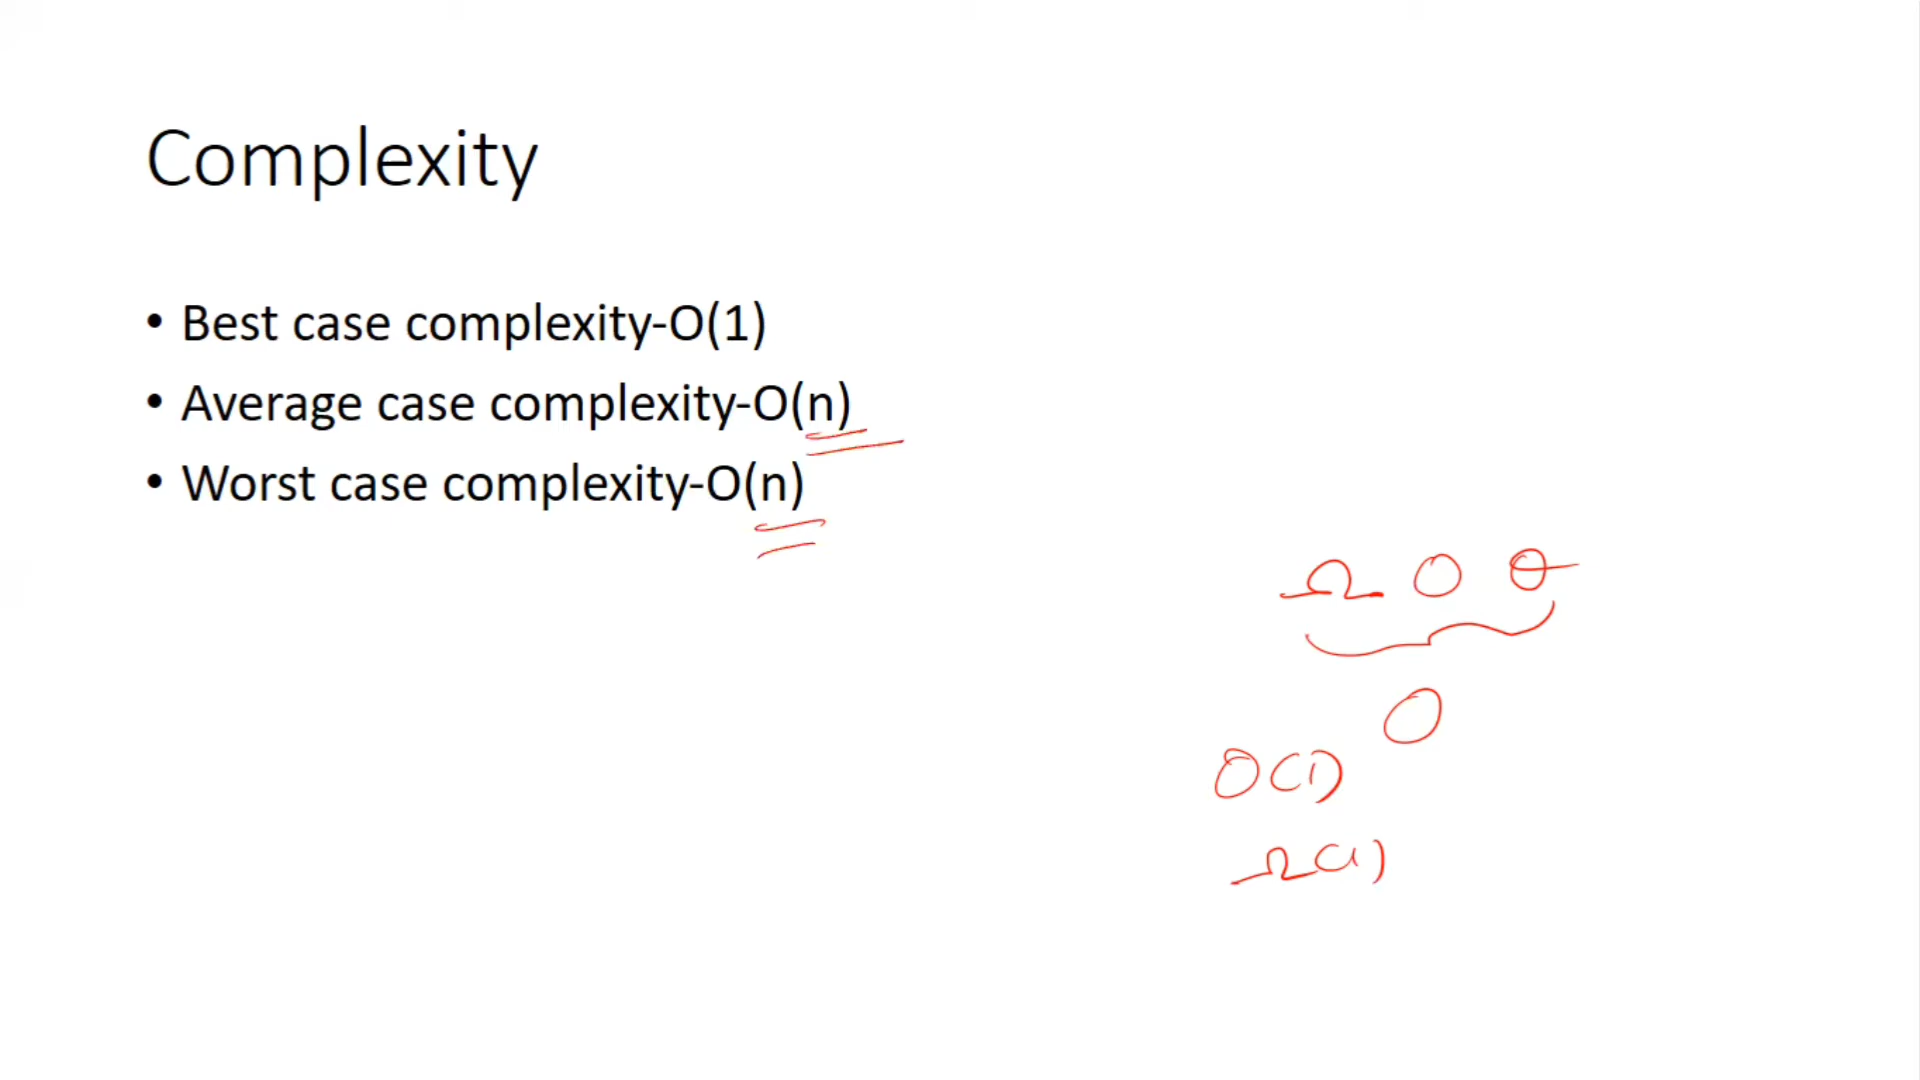 Complexity
• Best case complexity-O(1)
• Average case complexity-O(n)
• Worst case complexity-O(n)
Ω O θ
O
O(1)
Ω(1)